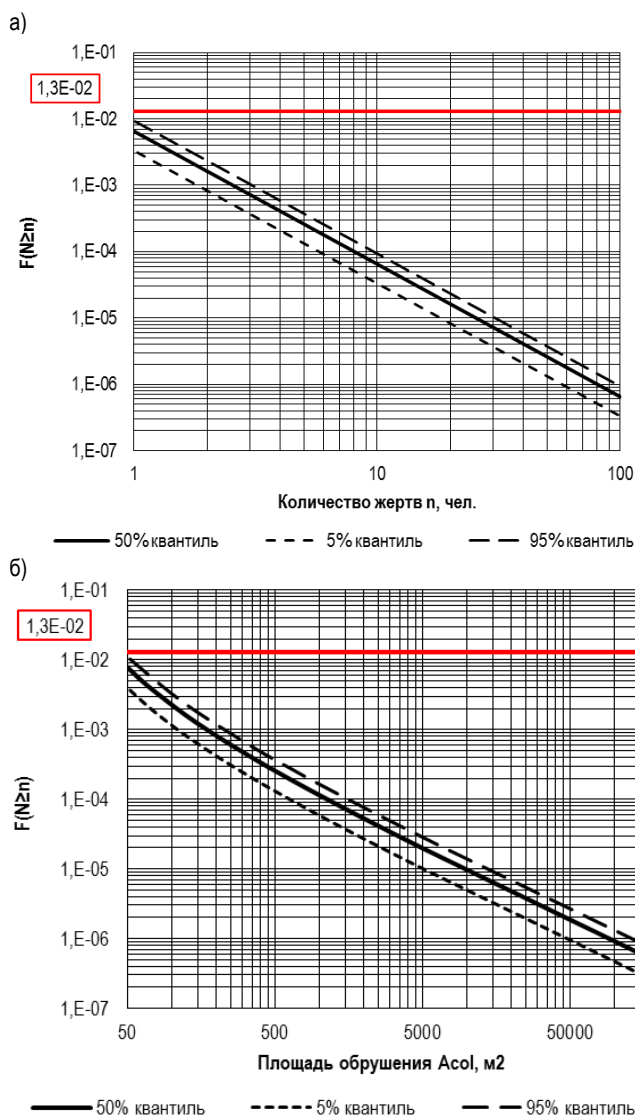 а)
1,E-01
1,3E-02
1,E-02
1,E-03
1,E-04
1,E-05
1,E-06
1,E-07
F(N≥n)
1 10 100
Количество жертв n, чел.
50% квантиль 5% квантиль 95% квантиль
б)
1,E-01
1,3E-02
1,E-02
1,E-03
1,E-04
1,E-05
1,E-06
1,E-07
F(N≥n)
50 500 5000 50000
Площадь обрушения Acol, м2
50% квантиль 5% квантиль 95% квантиль